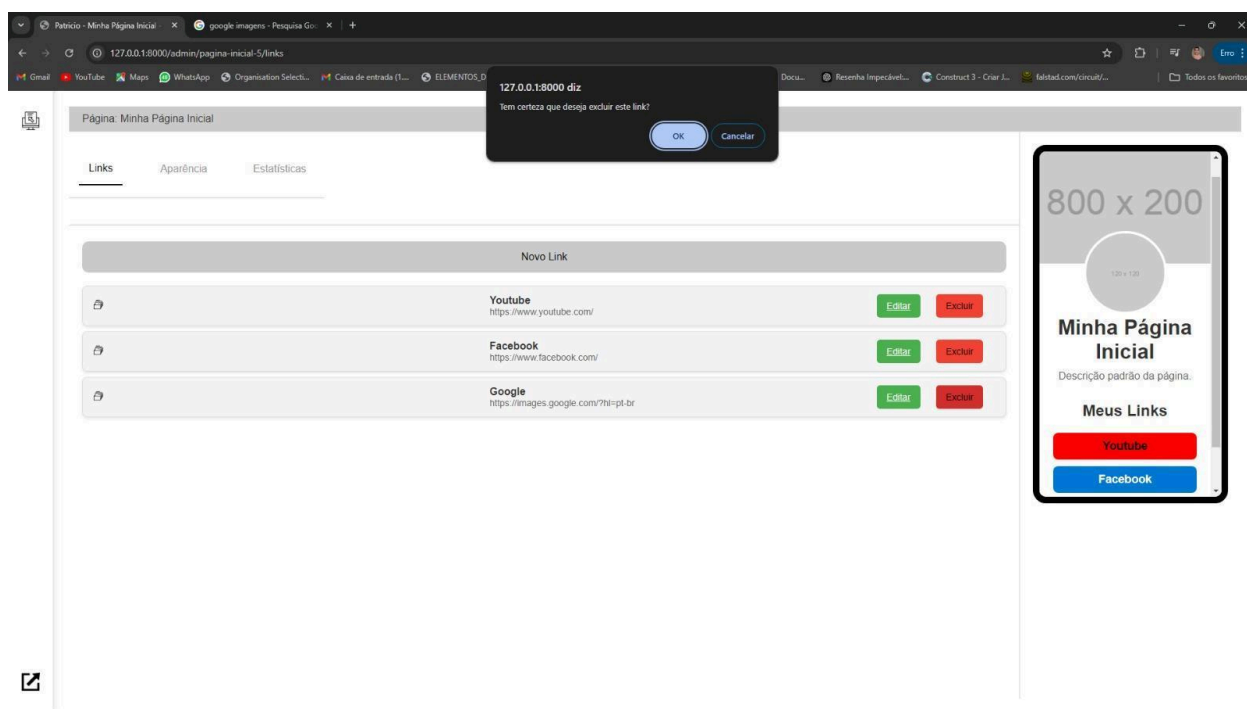 Patricio - Minha Página Inicial
google imagens - Pesquisa Goo
127.0.0.1:8000/admin/pagina-inicial-5/links
Erro
Gmail YouTube Maps WhatsApp Organisation Selecti... Caixa de entrada (1... ELEMENTOS_D Docu... Resenha Impecável:... Construct 3 - Criar J... falstad.com/circuit/... Todos os favoritos
127.0.0.1:8000 diz
Tem certeza que deseja excluir este link?
OK Cancelar
Página: Minha Página Inicial
Links Aparência Estatísticas
Novo Link
Youtube
https://www.youtube.com/
Editar Excluir
Facebook
https://www.facebook.com/
Editar Excluir
Google
https://images.google.com/?hl=pt-br
Editar Excluir
800 x 200
120 x 120
Minha Página
Inicial
Descrição padrão da página.
Meus Links
Youtube
Facebook